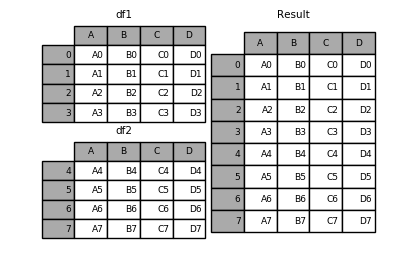 df1
A B C D
0 A0 B0 C0 D0
1 A1 B1 C1 D1
2 A2 B2 C2 D2
3 A3 B3 C3 D3
df2
A B C D
4 A4 B4 C4 D4
5 A5 B5 C5 D5
6 A6 B6 C6 D6
7 A7 B7 C7 D7
Result
A B C D
0 A0 B0 C0 D0
1 A1 B1 C1 D1
2 A2 B2 C2 D2
3 A3 B3 C3 D3
4 A4 B4 C4 D4
5 A5 B5 C5 D5
6 A6 B6 C6 D6
7 A7 B7 C7 D7